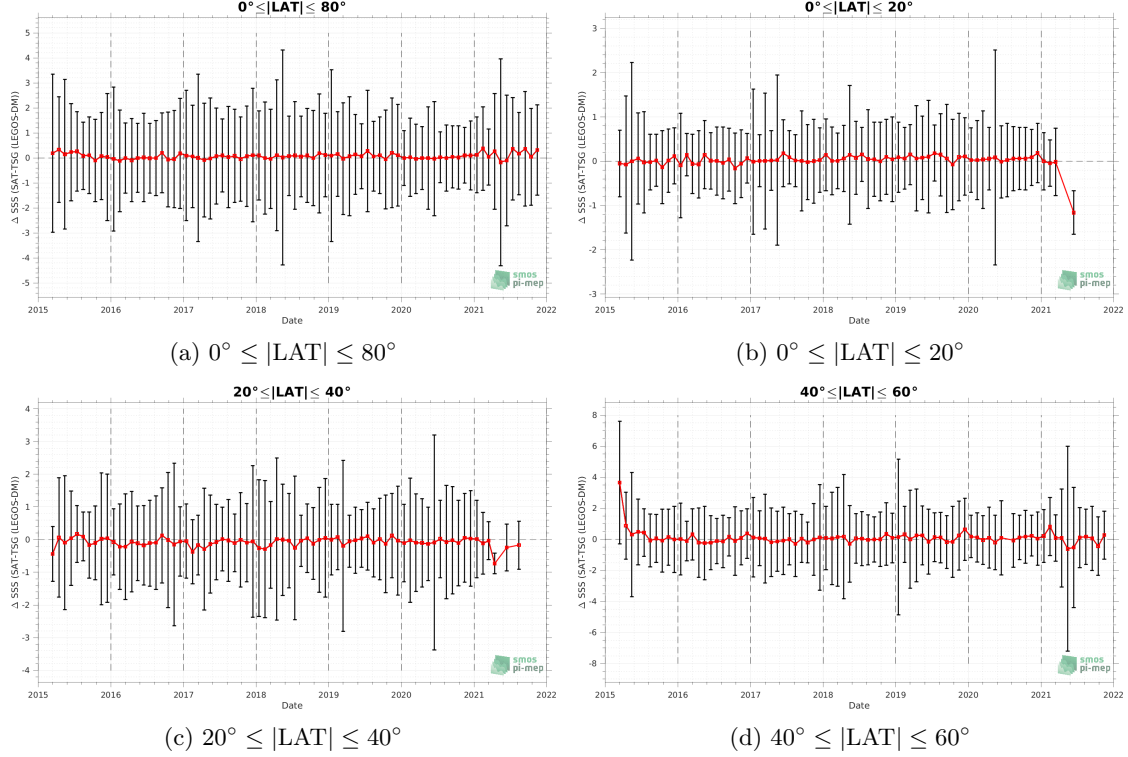 0°≤|LAT|≤ 80°
Δ SSS (SAT-TSG (LEGOS-DM))
5
4
3
2
1
0
-1
-2
-3
-4
-5
2015 2016 2017 2018 2019 2020 2021 2022
Date
smos
pi-mep
(a) 0° ≤ |LAT| ≤ 80°
0°≤|LAT|≤ 20°
Δ SSS (SAT-TSG (LEGOS-DM))
3
2
1
0
-1
-2
-3
2015 2016 2017 2018 2019 2020 2021 2022
Date
smos
pi-mep
(b) 0° ≤ |LAT| ≤ 20°
20°≤|LAT|≤ 40°
Δ SSS (SAT-TSG (LEGOS-DM))
4
3
2
1
0
-1
-2
-3
-4
2015 2016 2017 2018 2019 2020 2021 2022
Date
smos
pi-mep
(c) 20° ≤ |LAT| ≤ 40°
40°≤|LAT|≤ 60°
Δ SSS (SAT-TSG (LEGOS-DM))
8
6
4
2
0
-2
-4
-6
-8
2015 2016 2017 2018 2019 2020 2021 2022
Date
smos
pi-mep
(d) 40° ≤ |LAT| ≤ 60°